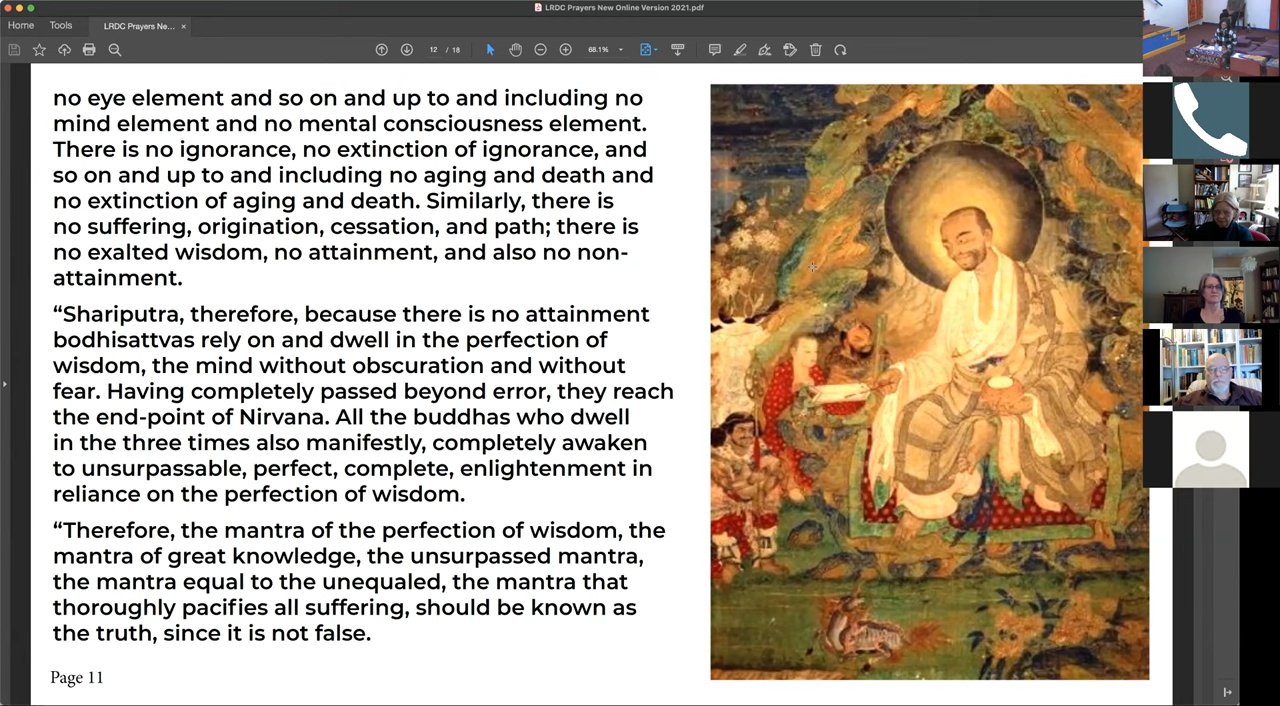 LRDC Prayers New Online Version 2021.pdf
Home Tools LRDC Prayers Ne... ×
12 / 18 68.1%
no eye element and so on and up to and including no
mind element and no mental consciousness element.
There is no ignorance, no extinction of ignorance, and
so on and up to and including no aging and death and
no extinction of aging and death. Similarly, there is
no suffering, origination, cessation, and path; there is
no exalted wisdom, no attainment, and also no non-
attainment.
“Shariputra, therefore, because there is no attainment
bodhisattvas rely on and dwell in the perfection of
wisdom, the mind without obscuration and without
fear. Having completely passed beyond error, they reach
the end-point of Nirvana. All the buddhas who dwell
in the three times also manifestly, completely awaken
to unsurpassable, perfect, complete, enlightenment in
reliance on the perfection of wisdom.
“Therefore, the mantra of the perfection of wisdom, the
mantra of great knowledge, the unsurpassed mantra,
the mantra equal to the unequaled, the mantra that
thoroughly pacifies all suffering, should be known as
the truth, since it is not false.
Page 11